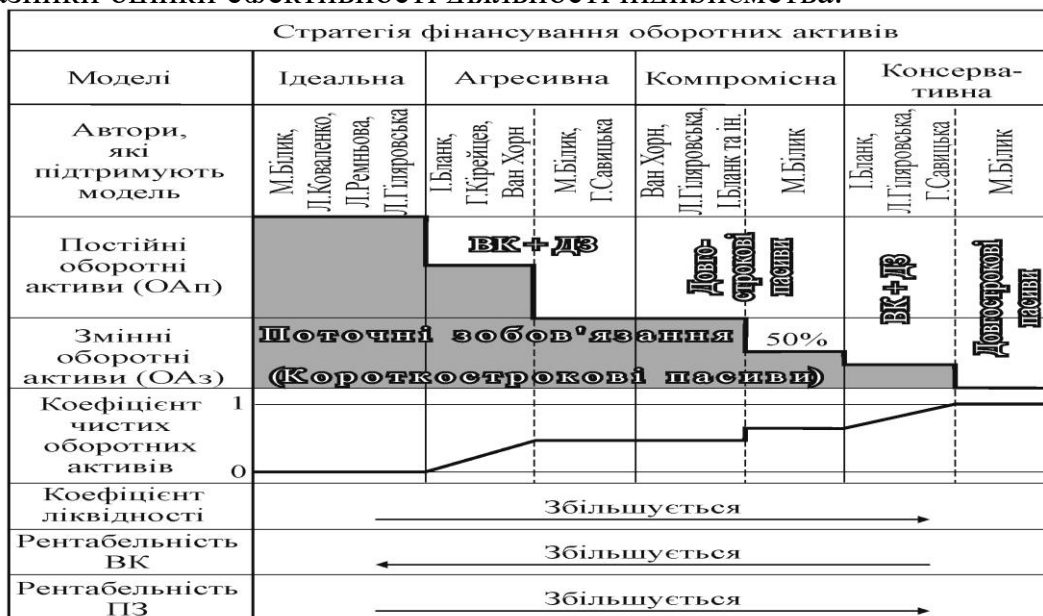 Стратегія фінансування оборотних активів
Моделі
Ідеальна
Агресивна
Компромісна
Консерва-
тивна
Автори,
які
підтримують
модель
М.Білик,
Л.Коваленко,
Л.Ремньова,
Л.Гіляровська
І.Бланк,
Г.Кірейцев,
Ван Хорн
М.Білик,
Г.Савицька
Ван Хорн,
Л.Гіляровська,
І.Бланк та ін.
М.Білик
І.Бланк,
Л.Гіляровська,
Г.Савицька
М.Білик
Постійні
оборотні
активи (ОАп)
ВК + ДЗ
Довго-
строкові
пасиви
ВК + ДЗ
Довгострокові
пасиви
Змінні
оборотні
активи (ОАз)
Поточні зобов'язання
(Короткострокові пасиви)
50%
Коефіцієнт
чистих
оборотних
активів
1
0
Коефіцієнт
ліквідності
Збільшується
Рентабельність
ВК
Збільшується
Рентабельність
ПЗ
Збільшується